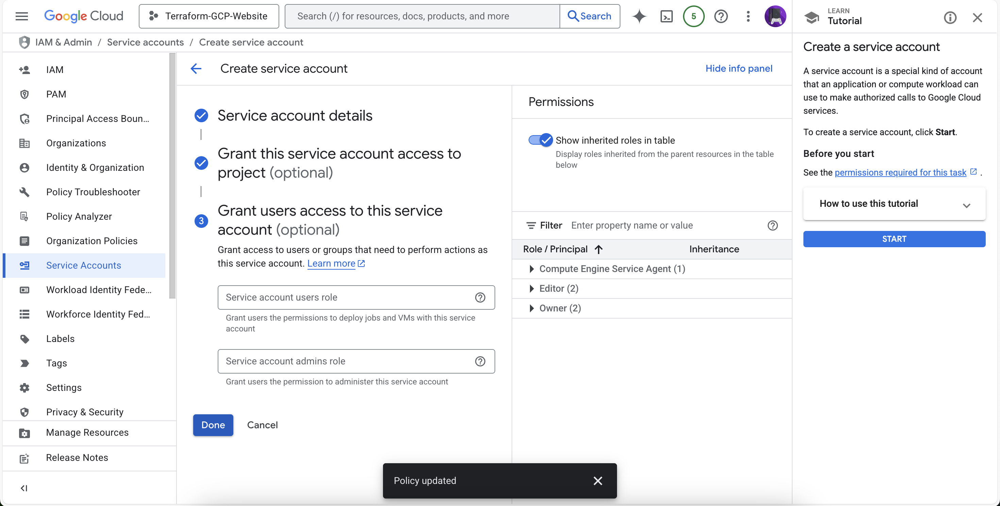 Google Cloud
Terraform-GCP-Website
Search (/) for resources, docs, products, and more
Search
5
LEARN
Tutorial
IAM & Admin / Service accounts / Create service account
IAM
PAM
Principal Access Boun...
Organizations
Identity & Organization
Policy Troubleshooter
Policy Analyzer
Organization Policies
Service Accounts
Workload Identity Fede...
Workforce Identity Fed...
Labels
Tags
Settings
Privacy & Security
Manage Resources
Release Notes
Create service account
Hide info panel
Service account details
Grant this service account access to
project (optional)
3
Grant users access to this service
account (optional)
Grant access to users or groups that need to perform actions as
this service account. Learn more
Service account users role
Grant users the permissions to deploy jobs and VMs with this service
account
Service account admins role
Grant users the permission to administer this service account
Done
Cancel
Permissions
Show inherited roles in table
Display roles inherited from the parent resources in the table
below
Filter Enter property name or value
Role / Principal Inheritance
Compute Engine Service Agent (1)
Editor (2)
Owner (2)
Policy updated
Create a service account
A service account is a special kind of account
that an application or compute workload can
use to make authorized calls to Google Cloud
services.
To create a service account, click Start.
Before you start
See the permissions required for this task .
How to use this tutorial
START